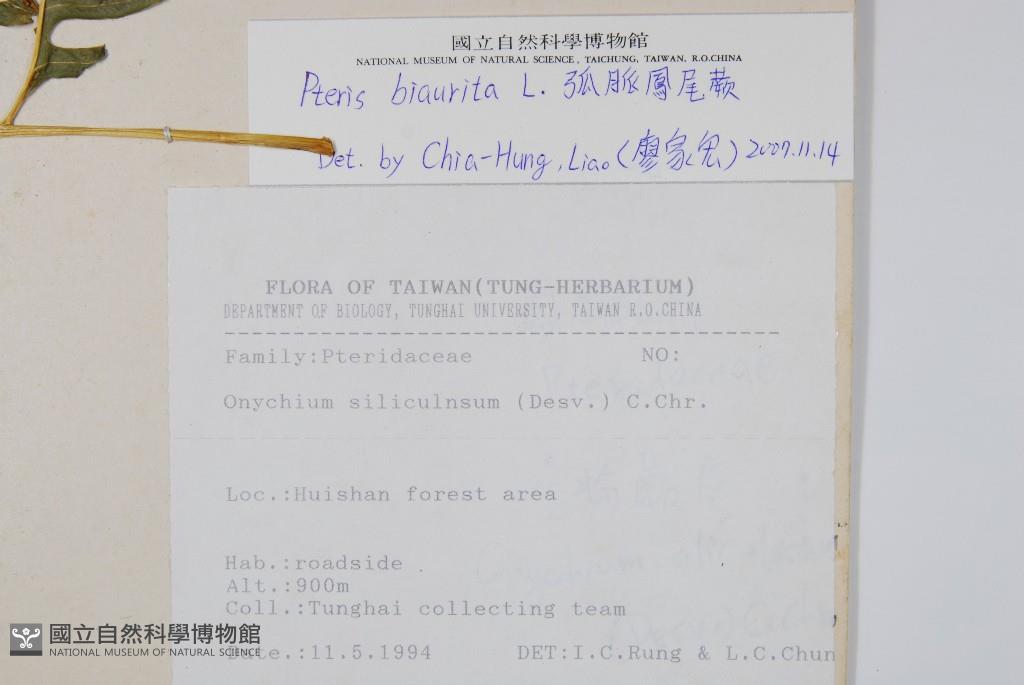 國立自然科學博物館
NATIONAL MUSEUM OF NATURAL SCIENCE, TAICHUNG, TAIWAN, R.O.CHINA
Pteris biaurita L. 弧脈鳳尾蕨
Det. by Chia-Hung, Liao (廖家宏) 2007.11.14
FLORA OF TAIWAN(TUNG-HERBARIUM)
DEPARTMENT OF BIOLOGY, TUNGHAI UNIVERSITY, TAIWAN R.O.CHINA
Family:Pteridaceae NO:
Onychium siliculnsum (Desv.) C.Chr.
Loc.:Huishan forest area
Hab.:roadside
Alt.:900m
Coll.:Tunghai collecting team
Date.:11.5.1994 DET:I.C.Rung & L.C.Chun
國立自然科學博物館
NATIONAL MUSEUM OF NATURAL SCIENCE